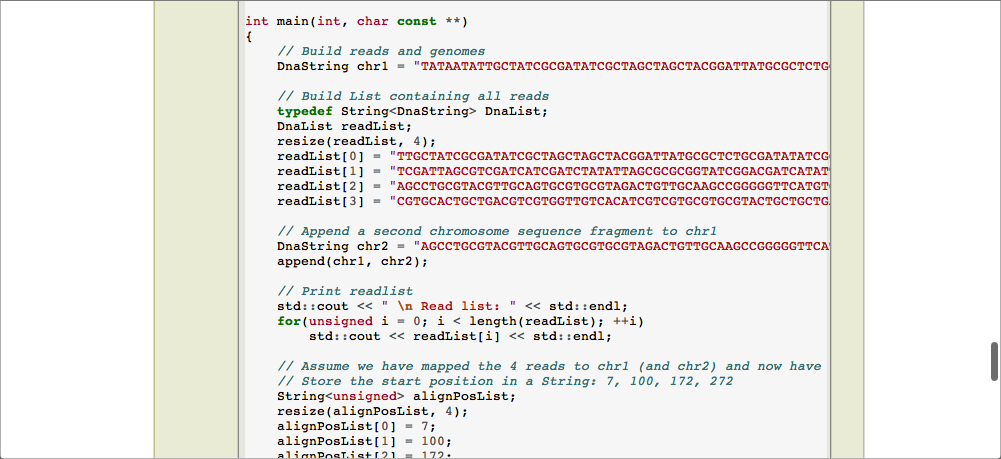 int main(int, char const **)
{
// Build reads and genomes
DnaString chr1 = "TATAATATTGCTATCGCGATATCGCTAGCTAGCTACGGATTATGCGCTCTG
// Build List containing all reads
typedef String<DnaString> DnaList;
DnaList readList;
resize(readList, 4);
readList[0] = "TTGCTATCGCGATATCGCTAGCTAGCTACGGATTATGCGCTCTGCGATATATCG
readList[1] = "TCGATTAGCGTCGATCATCGATCTATATTAGCGCGCGGTATCGGACGATCATAT
readList[2] = "AGCCTGCGTACGTTGCAGTGCGTGCGTAGACTGTTGCAAGCCGGGGGTTCATGT
readList[3] = "CGTGCACTGCTGACGTCGTGGTTGTCACATCGTCGTGCGTGCGTACTGCTGCTG
// Append a second chromosome sequence fragment to chr1
DnaString chr2 = "AGCCTGCGTACGTTGCAGTGCGTGCGTAGACTGTTGCAAGCCGGGGGTTCA
append(chr1, chr2);
// Print readlist
std::cout << " \n Read list: " << std::endl;
for(unsigned i = 0; i < length(readList); ++i)
std::cout << readList[i] << std::endl;
// Assume we have mapped the 4 reads to chr1 (and chr2) and now have
// Store the start position in a String: 7, 100, 172, 272
String<unsigned> alignPosList;
resize(alignPosList, 4);
alignPosList[0] = 7;
alignPosList[1] = 100;
alignPosList[2] = 172;